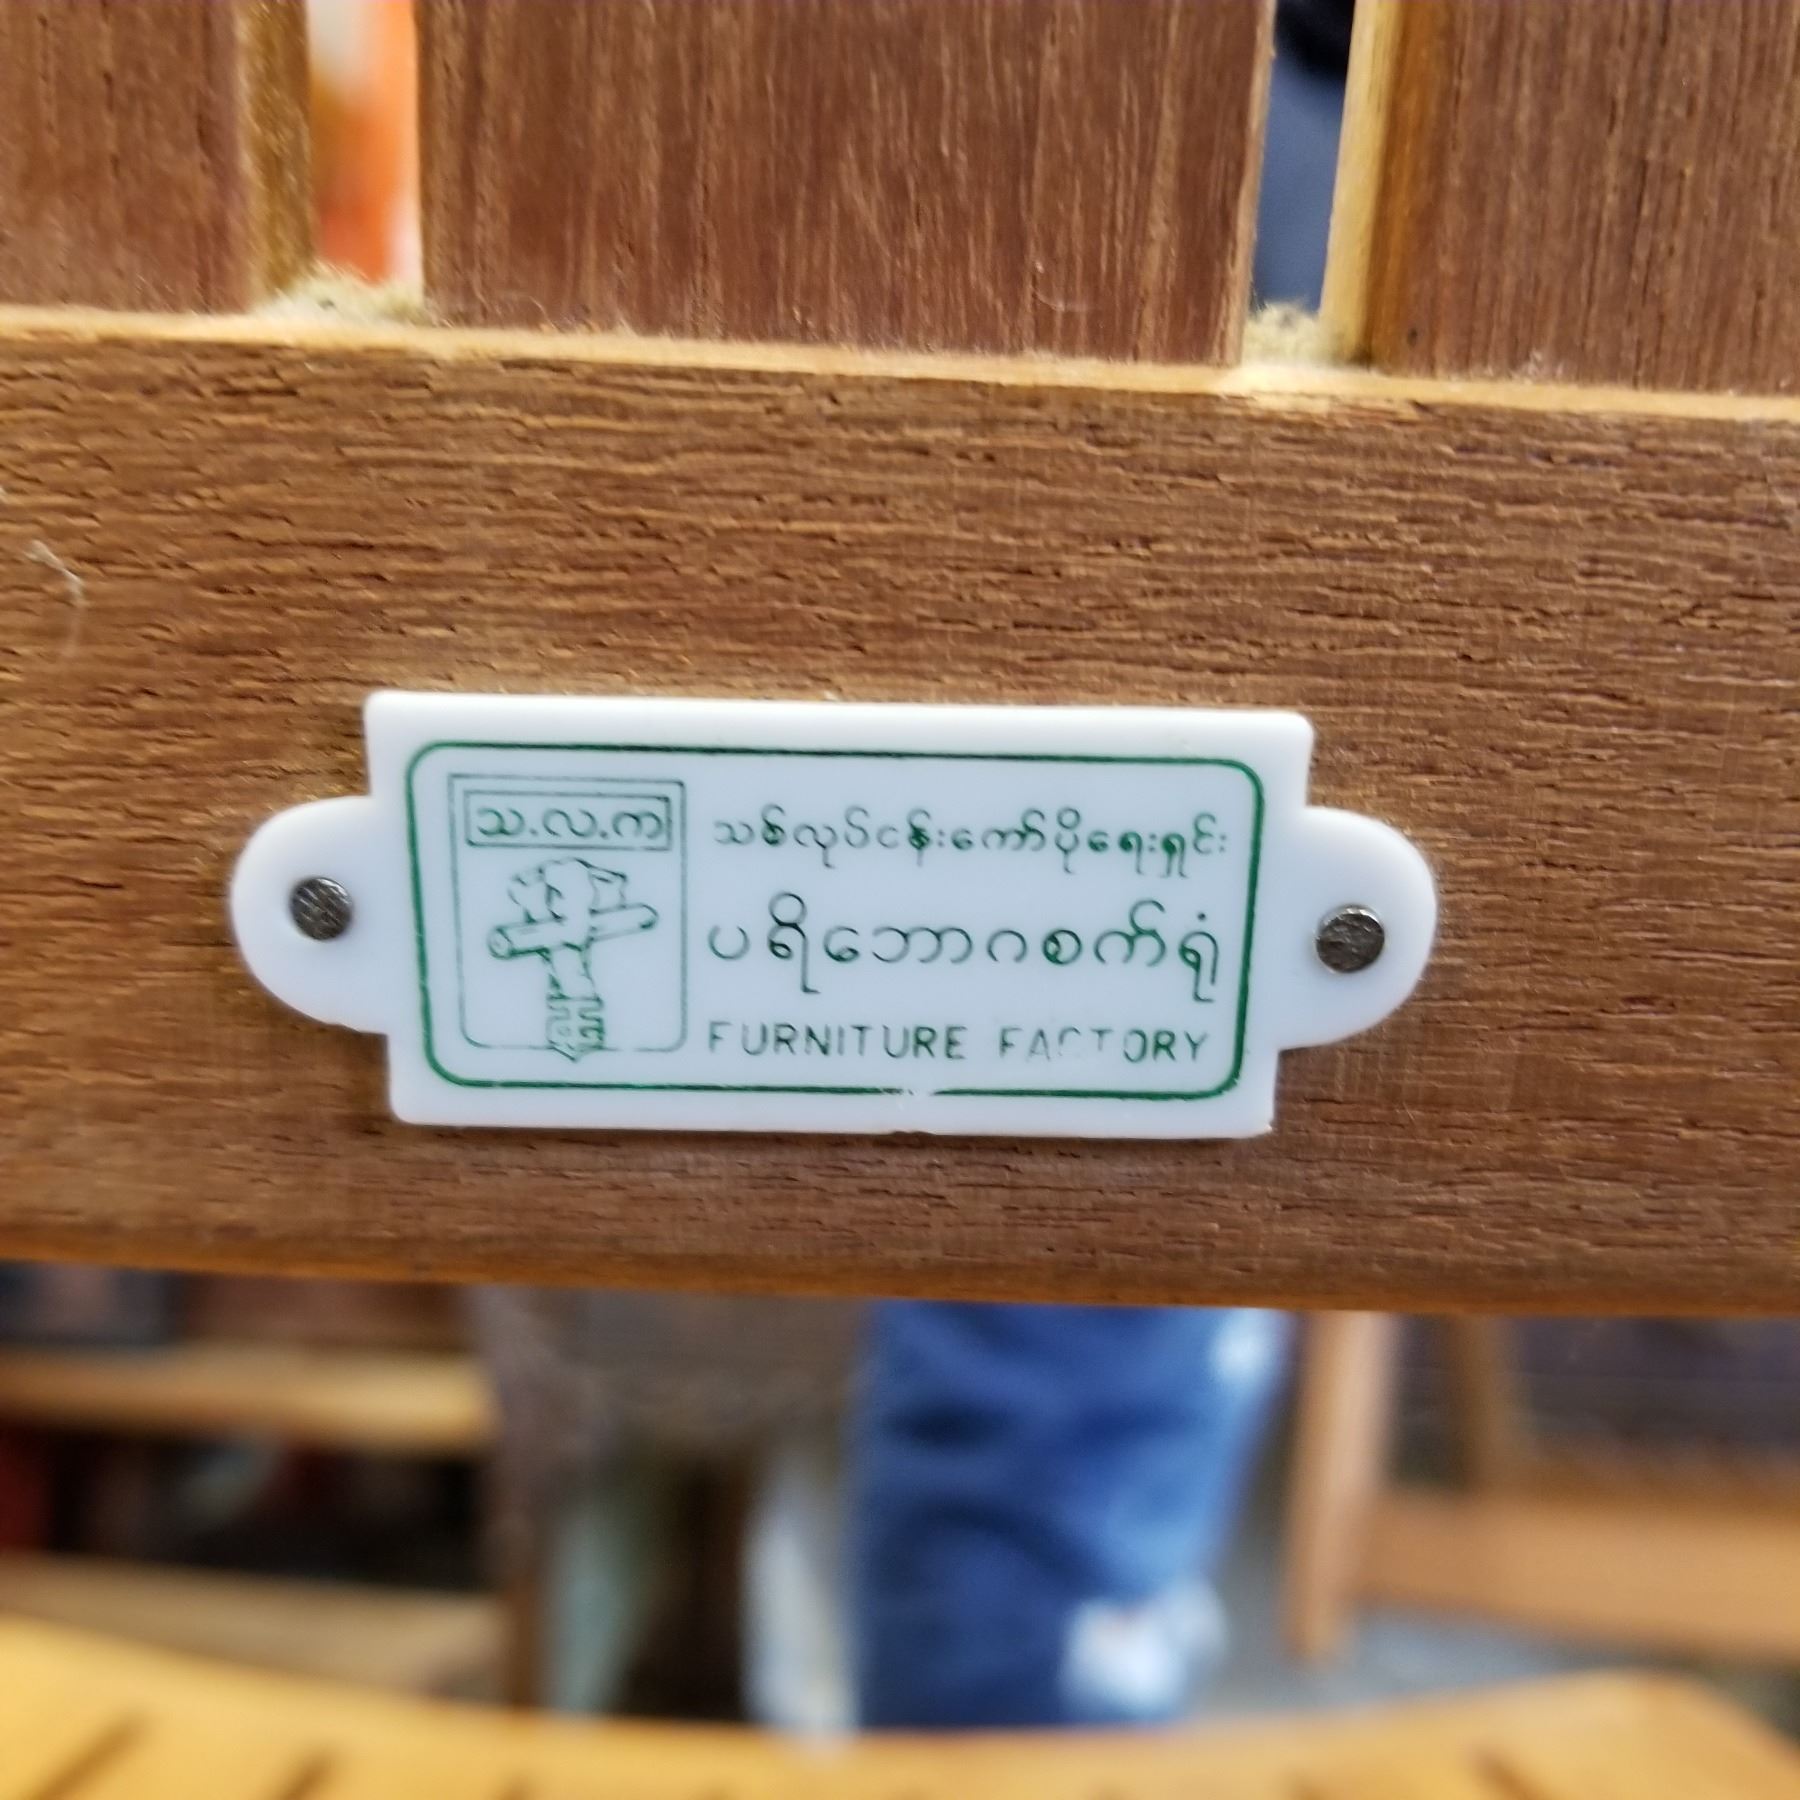 သ.လ.က
သစ်လုပ်ငန်းကော်ပိုရေးရှင်း
ပရိဘောဂစက်ရုံ
FURNITURE FACTORY